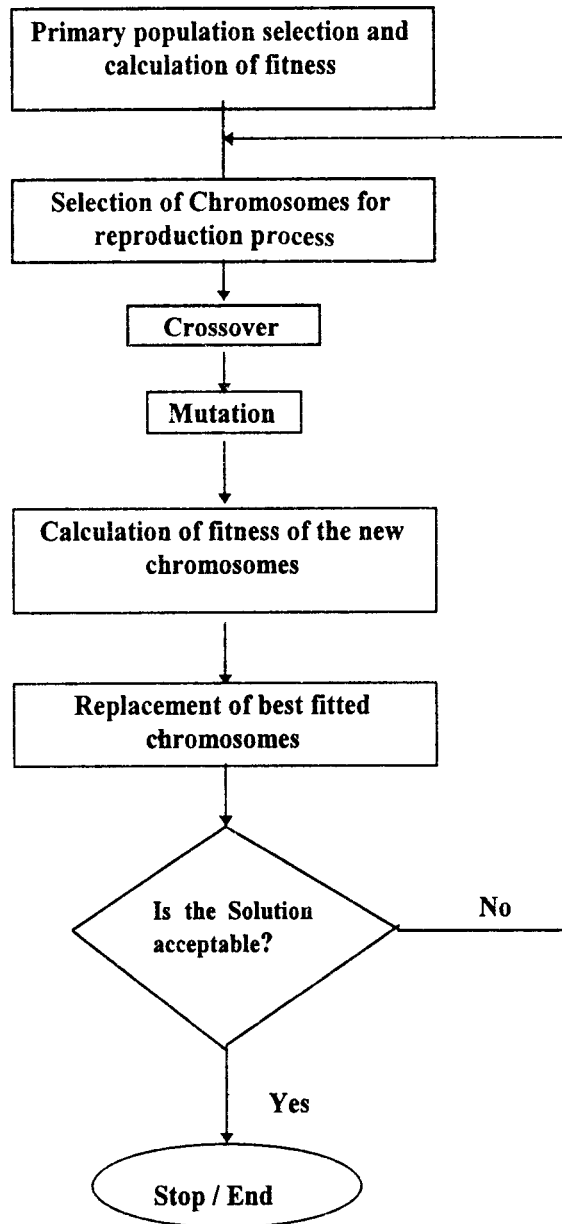 Primary population selection and
calculation of fitness
Selection of Chromosomes for
reproduction process
Crossover
Mutation
Calculation of fitness of the new
chromosomes
Replacement of best fitted
chromosomes
Is the Solution
acceptable?
No
Yes
Stop / End